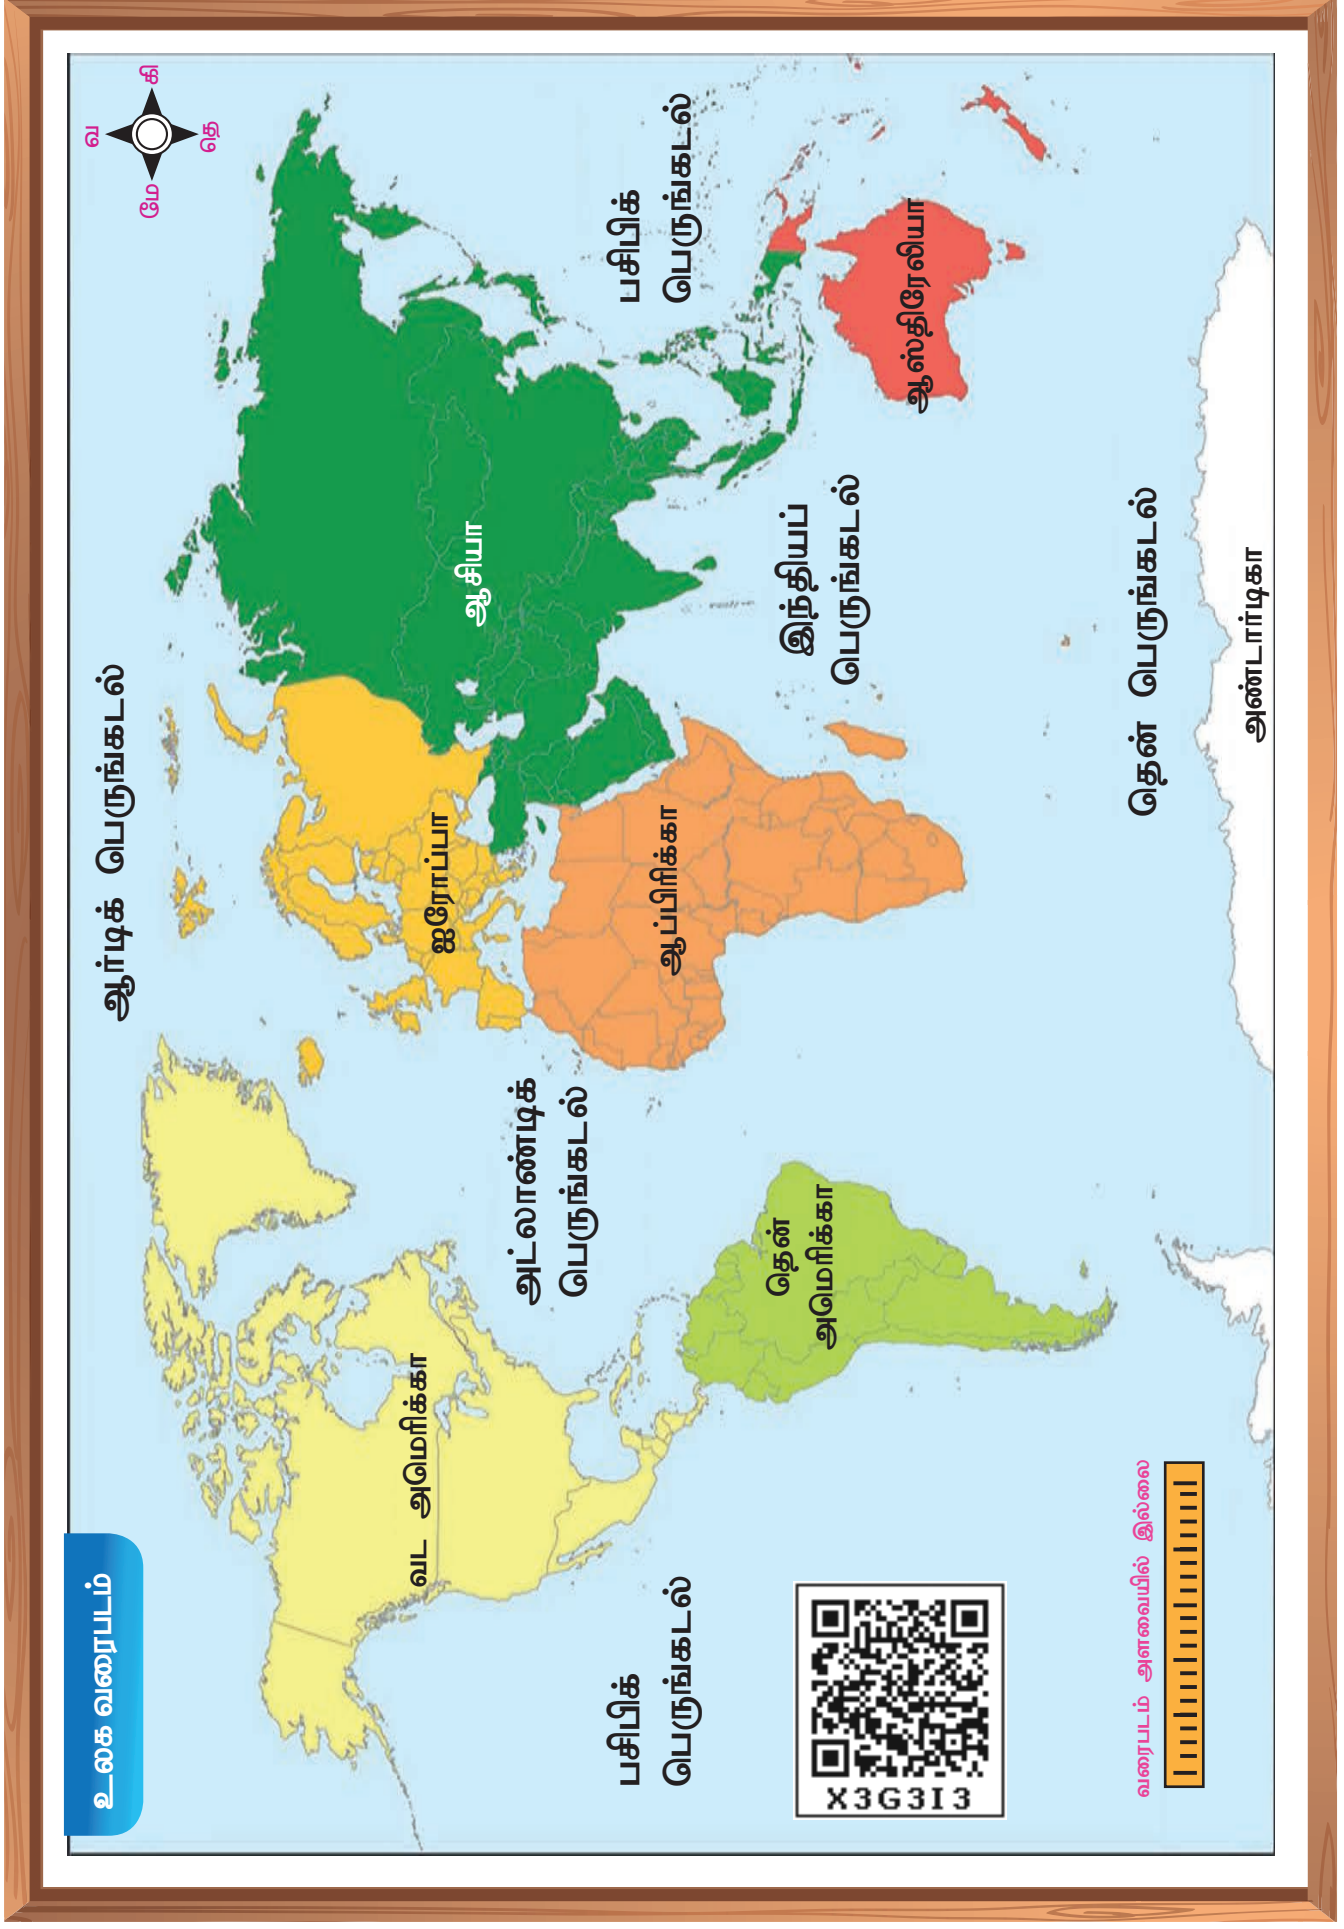 உலக வரைபடம்
வ
மே
கி
தெ
ஆர்டிக் பெருங்கடல்
வட அமெரிக்கா
ஐரோப்பா
ஆசியா
அட்லாண்டிக்
பெருங்கடல்
பசிபிக்
பெருங்கடல்
பசிபிக்
பெருங்கடல்
ஆப்பிரிக்கா
தென்
அமெரிக்கா
இந்தியப்
பெருங்கடல்
ஆஸ்திரேலியா
தென் பெருங்கடல்
அண்டார்டிகா
X3G3I3
வரைபடம் அளவையில் இல்லை